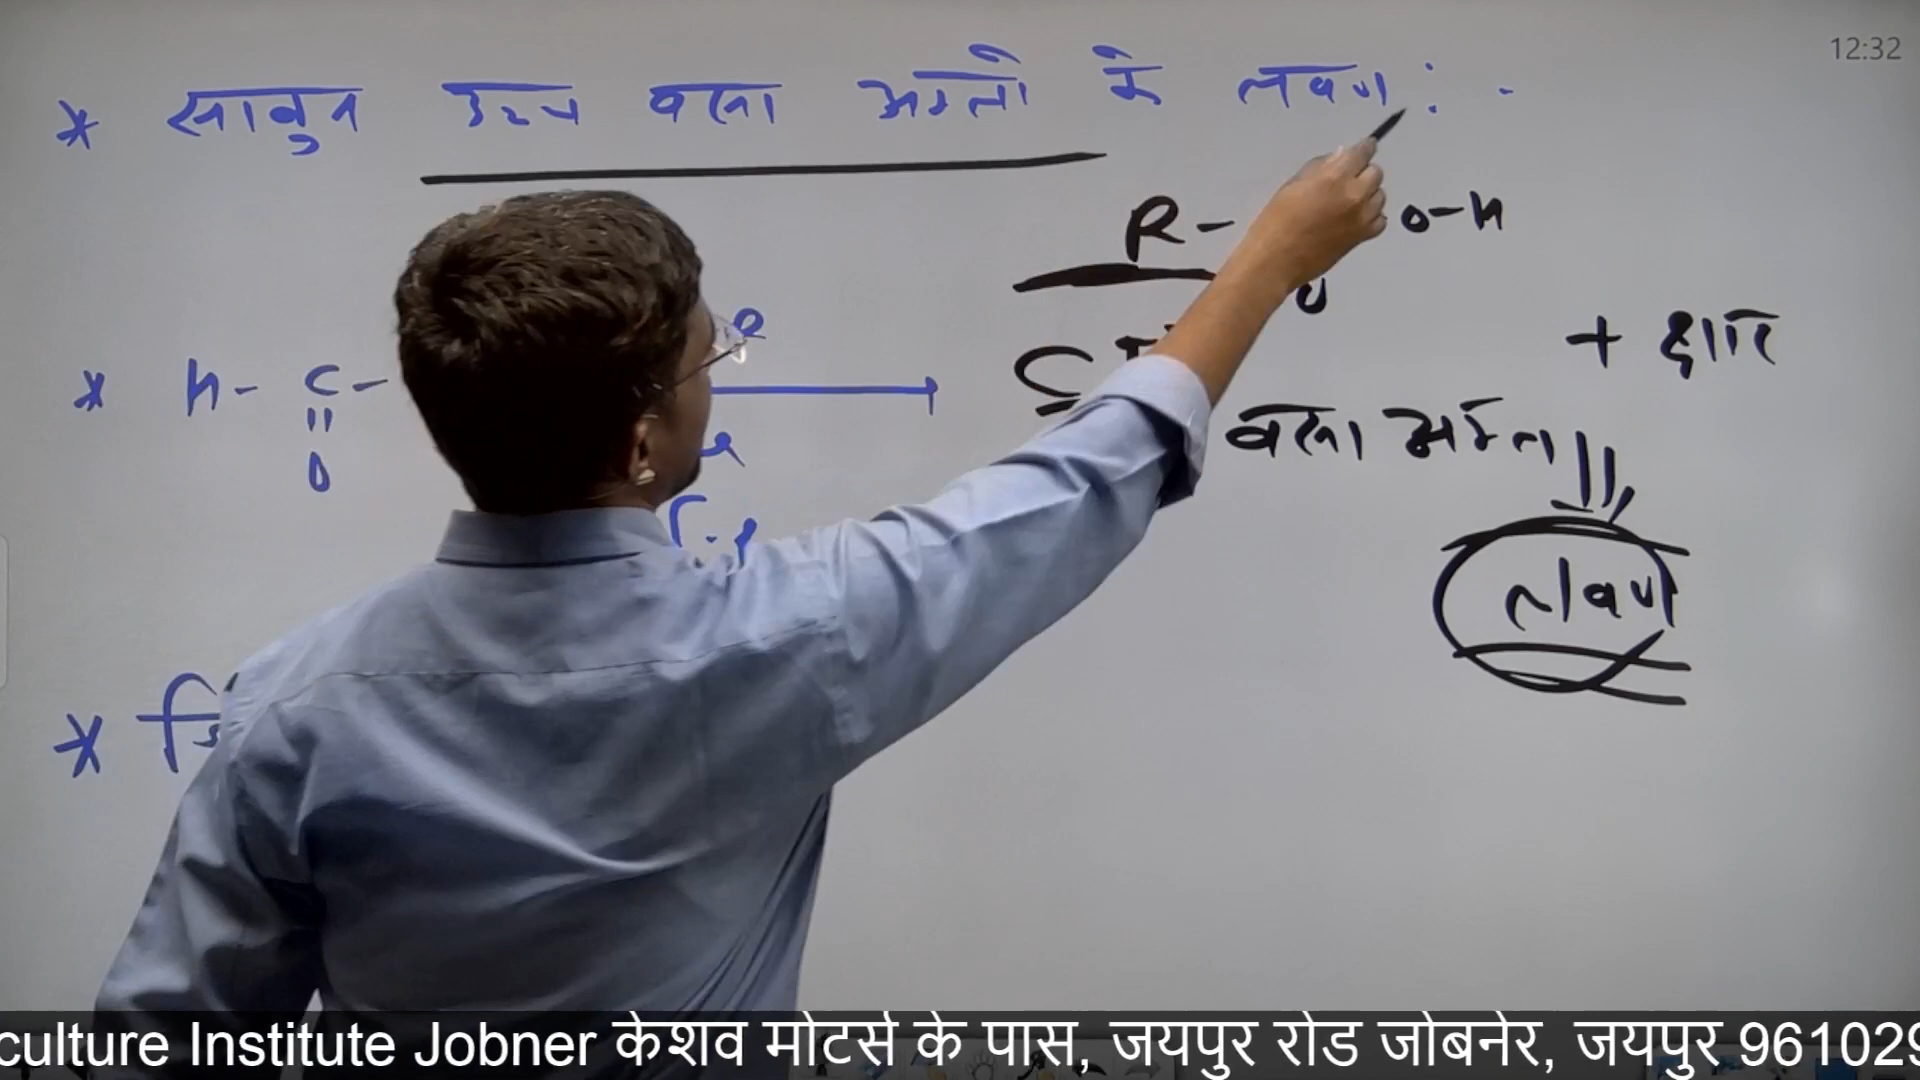 12:32
* साबुन उच्च वसा अम्लो के लवण : -
R - O-H
+ क्षार
* H - C -
O
वसा अम्ल
लवण
*
culture Institute Jobner केशव मोटर्स के पास, जयपुर रोड जोबनेर, जयपुर 961029